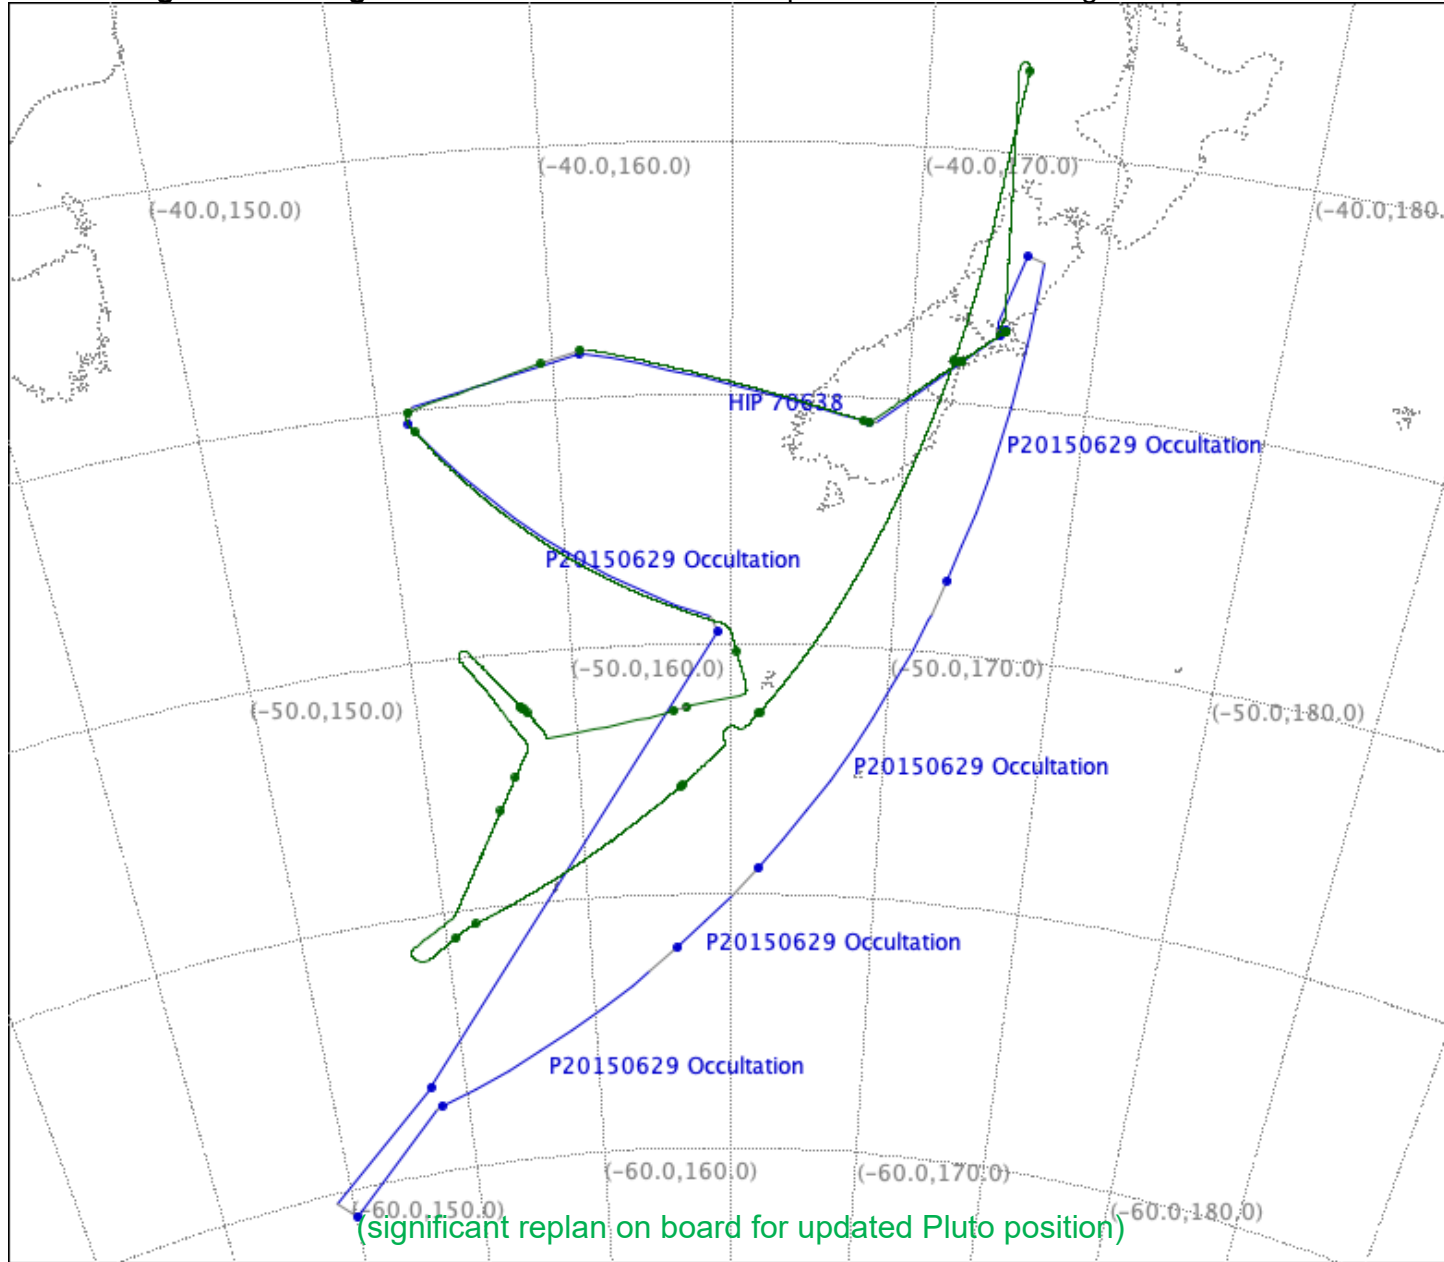 (-40.0,160.0)
(-40.0,170.0)
(-40.0,150.0)
(-40.0,180.
HIP 70638
P20150629 Occultation
P20150629 Occultation
(-50.0,160.0)
(-50.0,170.0)
(-50.0,150.0)
(-50.0,180.0)
P20150629 Occultation
P20150629 Occultation
P20150629 Occultation
(-60.0,160.0)
(-60.0,170.0)
(-60.0,150.0)
(-60.0,180.0)
(significant replan on board for updated Pluto position)